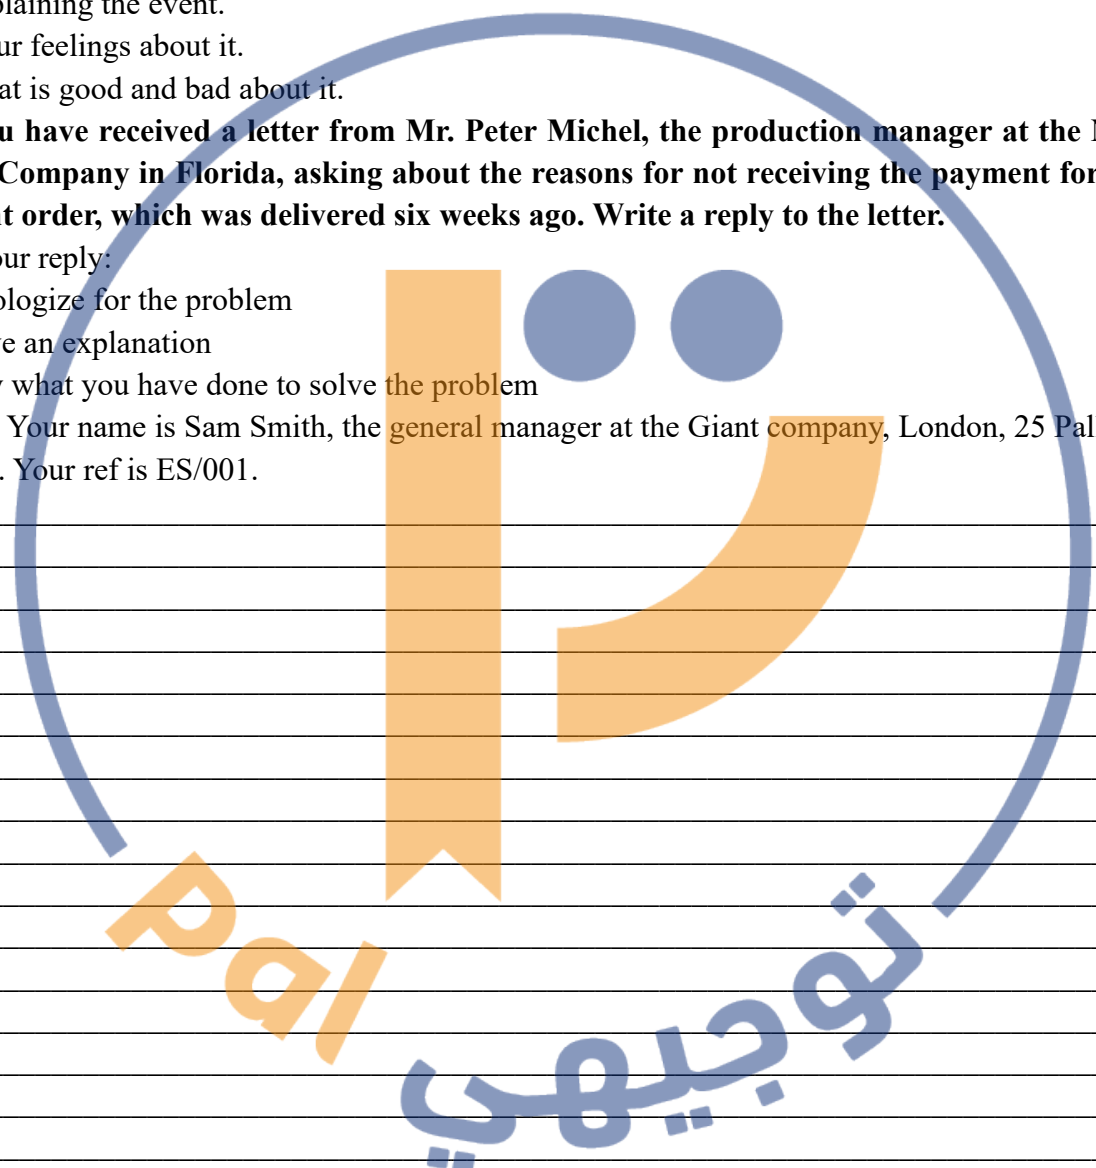 plaining the event.
ur feelings about it.
at is good and bad about it.
u have received a letter from Mr. Peter Michel, the production manager at the
Company in Florida, asking about the reasons for not receiving the payment for
t order, which was delivered six weeks ago. Write a reply to the letter.
our reply:
ologize for the problem
ve an explanation
what you have done to solve the problem
Your name is Sam Smith, the general manager at the Giant company, London, 25 Pal
. Your ref is ES/001.
Pal توجيهي